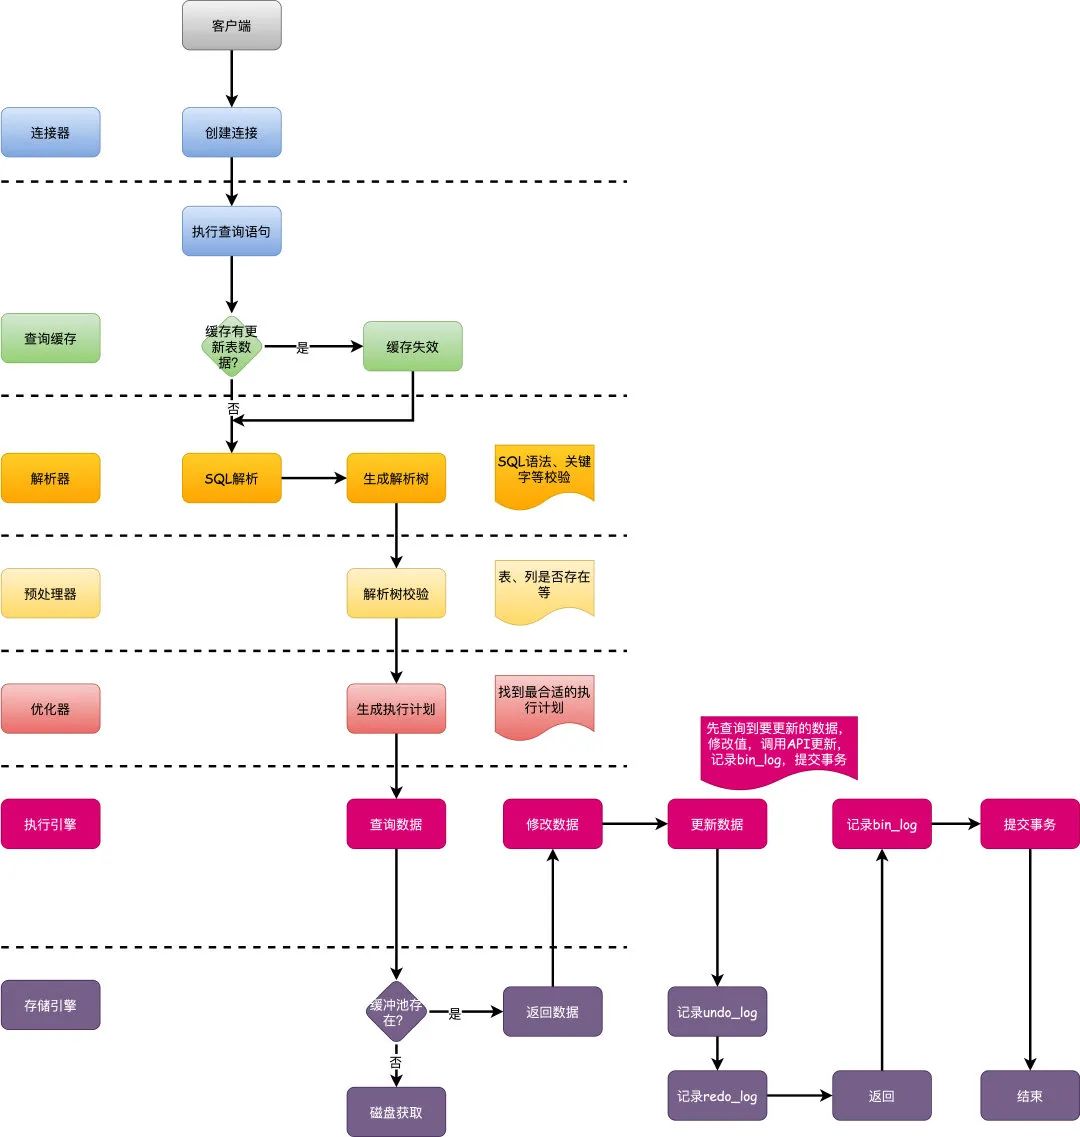 客户端
连接器
创建连接
执行查询语句
查询缓存
缓存有更
新表数
据?
是
缓存失效
否
解析器
SQL解析
生成解析树
SQL语法、关键
字等校验
预处理器
解析树校验
表、列是否存在
等
优化器
生成执行计划
找到最合适的执
行计划
先查询到要更新的数据，
修改值，调用API更新，
记录bin_log，提交事务
执行引擎
查询数据
修改数据
更新数据
记录bin_log
提交事务
存储引擎
缓冲池存
在?
是
返回数据
记录undo_log
否
磁盘获取
记录redo_log
返回
结束